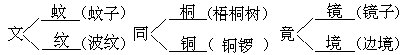 蚊(蚊子) 桐(梧桐树) 镜(镜子)
文 同 竟
纹(波纹) 铜( 铜锣 ) 境(边境)